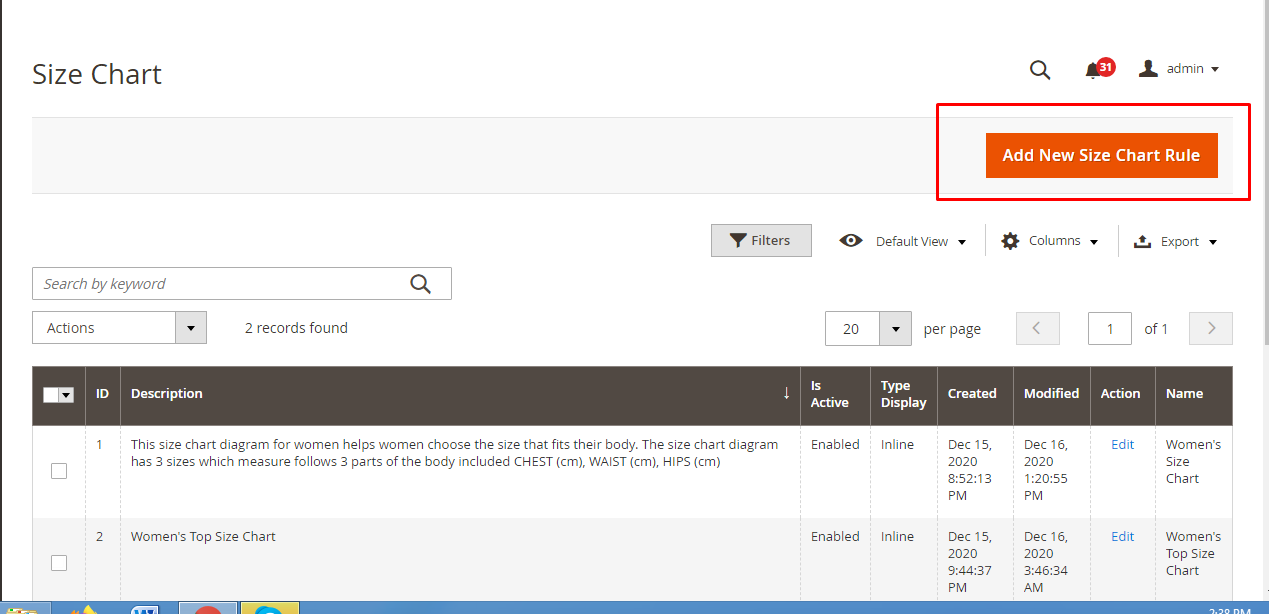 Size Chart
31
admin
Add New Size Chart Rule
Filters
Default View
Columns
Export
Search by keyword
Actions
2 records found
20
per page
1
of 1
ID
Description
↓
Is
Active
Type
Display
Created
Modified
Action
Name
1
This size chart diagram for women helps women choose the size that fits their body. The size chart diagram
has 3 sizes which measure follows 3 parts of the body included CHEST (cm), WAIST (cm), HIPS (cm)
Enabled
Inline
Dec 15,
2020
8:52:13
PM
Dec 16,
2020
1:20:55
PM
Edit
Women's
Size
Chart
2
Women's Top Size Chart
Enabled
Inline
Dec 15,
2020
9:44:37
PM
Dec 16,
2020
3:46:34
AM
Edit
Women's
Top Size
Chart
W
2:38 PM